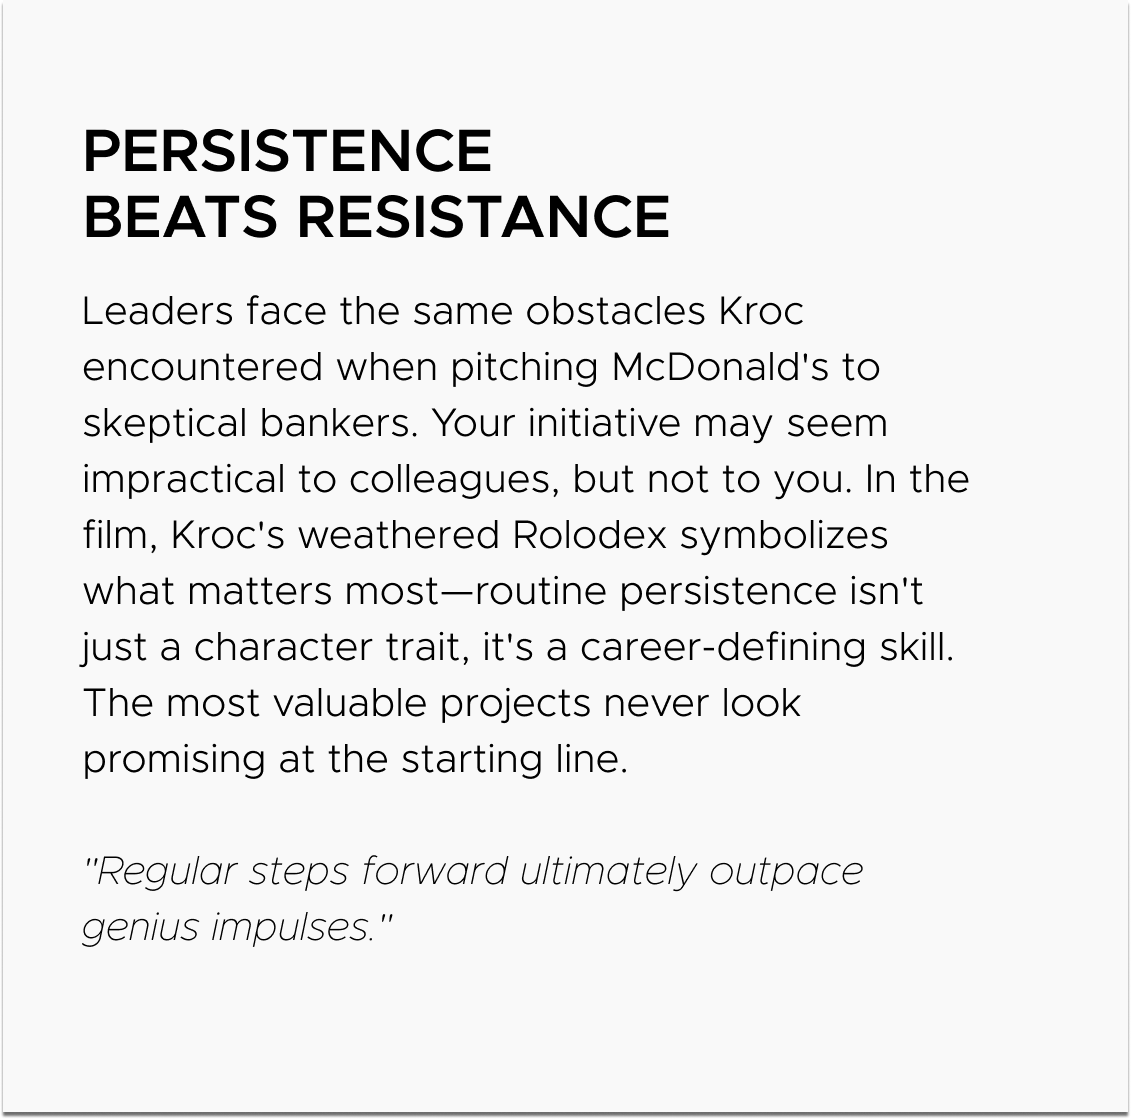 PERSISTENCE
BEATS RESISTANCE
Leaders face the same obstacles Kroc
encountered when pitching McDonald's to
skeptical bankers. Your initiative may seem
impractical to colleagues, but not to you. In the
film, Kroc's weathered Rolodex symbolizes
what matters most—routine persistence isn't
just a character trait, it's a career-defining skill.
The most valuable projects never look
promising at the starting line.
"Regular steps forward ultimately outpace
genius impulses."